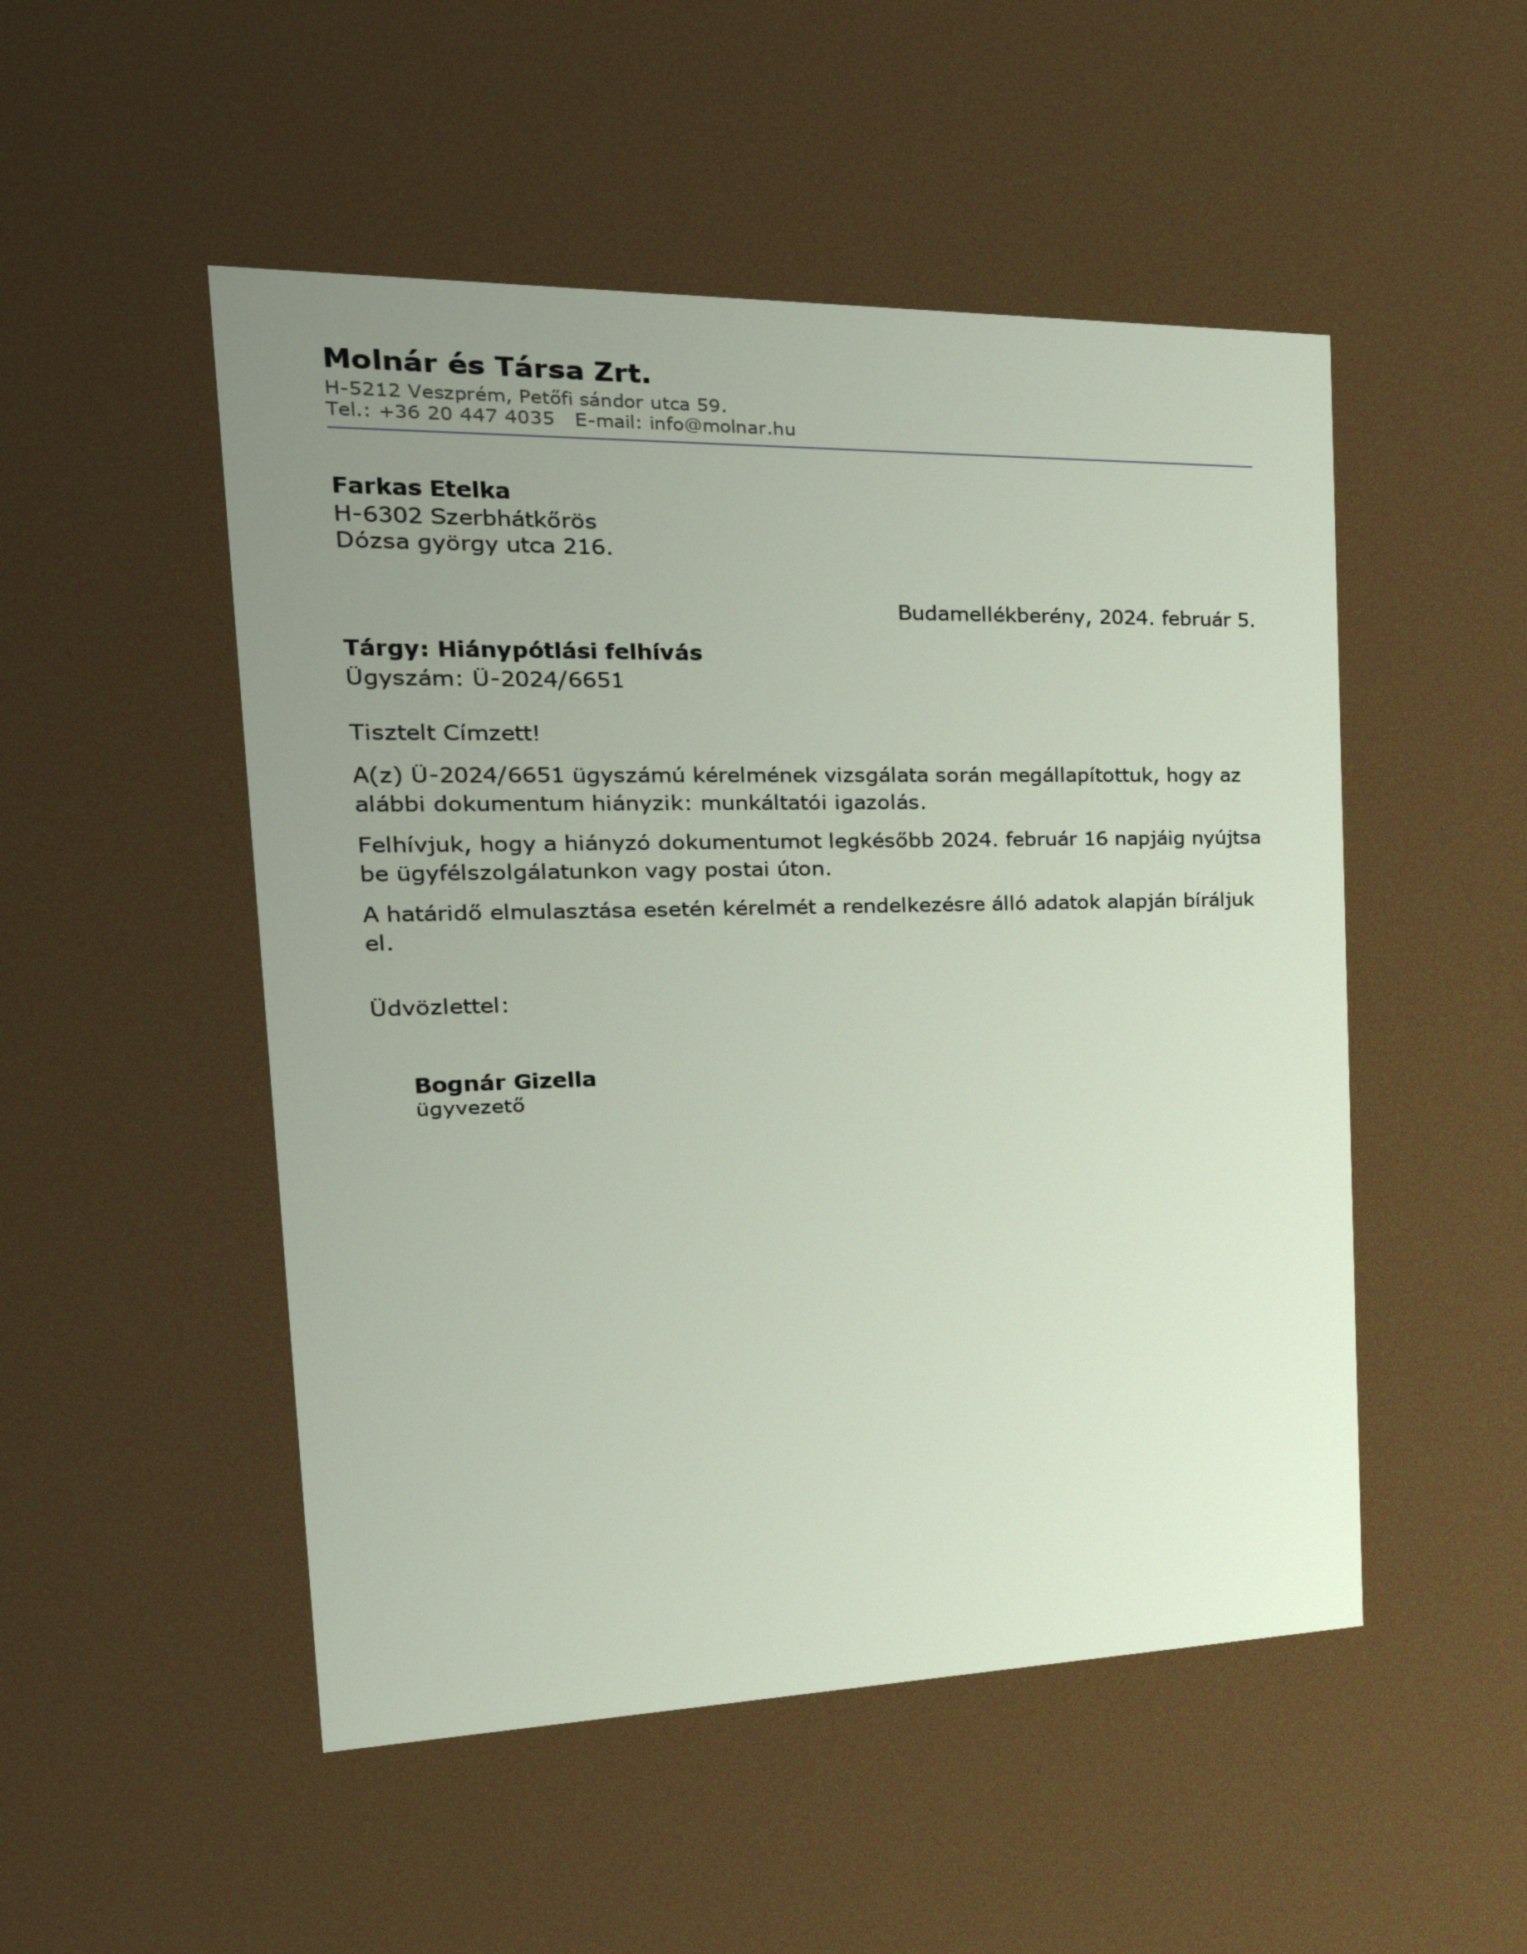 Molnár és Társa Zrt.
H-5212 Veszprém, Petőfi sándor utca 59.
Tel.: +36 20 447 4035   E-mail: info@molnar.hu
Farkas Etelka
H-6302 Szerbhátkőrös
Dózsa györgy utca 216.
Budamellékberény, 2024. február 5.
Tárgy: Hiánypótlási felhívás
Ügyszám: Ü-2024/6651
Tisztelt Címzett!
A(z) Ü-2024/6651 ügyszámú kérelmének vizsgálata során megállapítottuk, hogy az
alábbi dokumentum hiányzik: munkáltatói igazolás.
Felhívjuk, hogy a hiányzó dokumentumot legkésőbb 2024. február 16 napjáig nyújtsa
be ügyfélszolgálatunkon vagy postai úton.
A határidő elmulasztása esetén kérelmét a rendelkezésre álló adatok alapján bíráljuk
el.
Üdvözlettel:
Bognár Gizella
ügyvezető